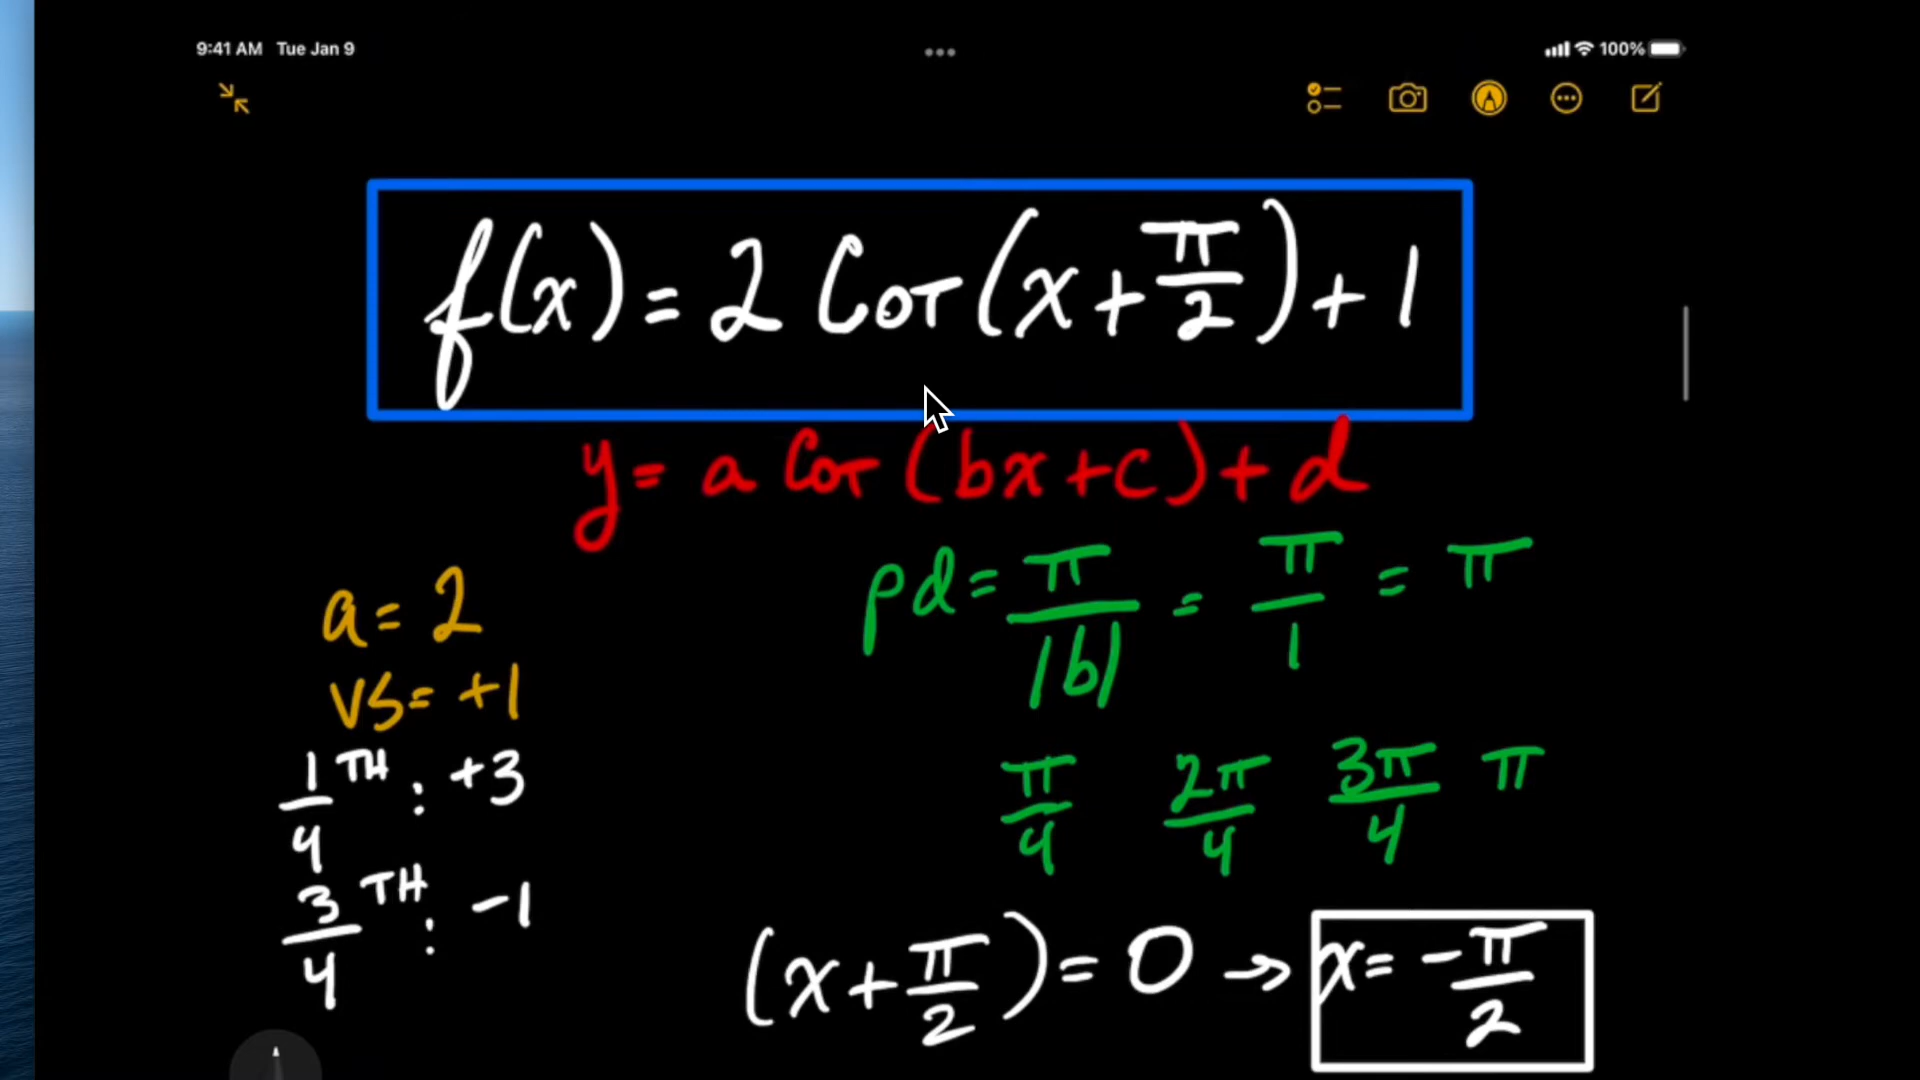 9:41 AM Tue Jan 9
100%
f(x) = 2 Cot(x + π/2) + 1
y = a Cot (bx + c) + d
a = 2
pd = π/|b| = π/1 = π
vs = +1
1/4 TH : +3
π/4 2π/4 3π/4 π
3/4 TH : -1
(x + π/2) = 0 → x = -π/2